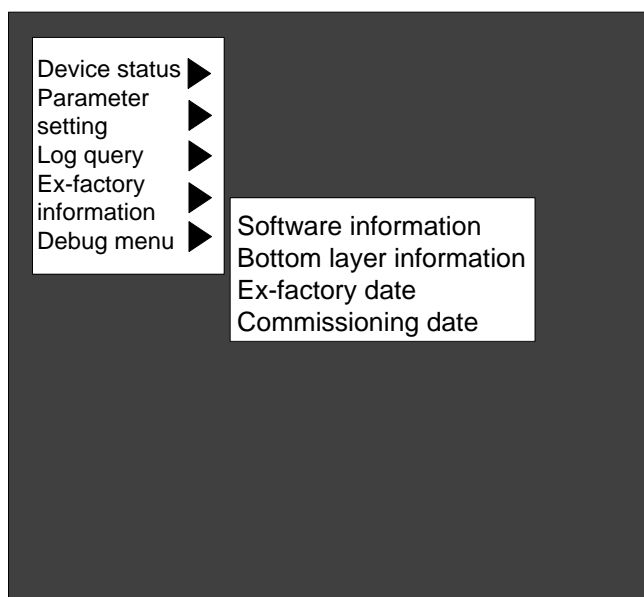 Device status
Parameter
setting
Log query
Ex-factory
information
Debug menu
Software information
Bottom layer information
Ex-factory date
Commissioning date